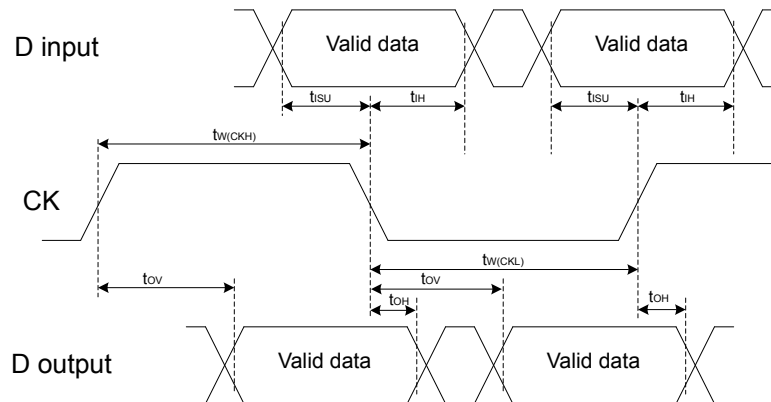 D input
Valid data
Valid data
tISU
tIH
tISU
tIH
tW(CKH)
CK
tW(CKL)
tOV
tOV
tOH
tOH
D output
Valid data
Valid data